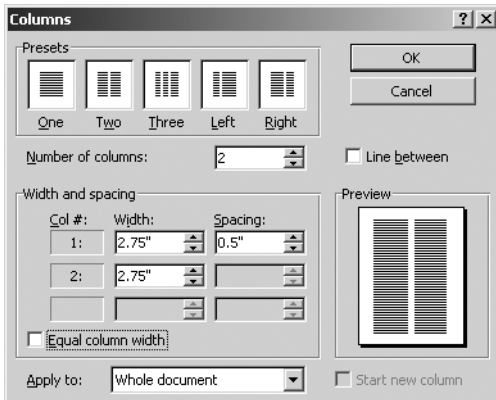 Columns
Presets
OK
Cancel
One Two Three Left Right
Number of columns: 2
Line between
Width and spacing
Preview
Col #: Width: Spacing:
1: 2.75" 0.5"
2: 2.75"
Equal column width
Apply to: Whole document
Start new column